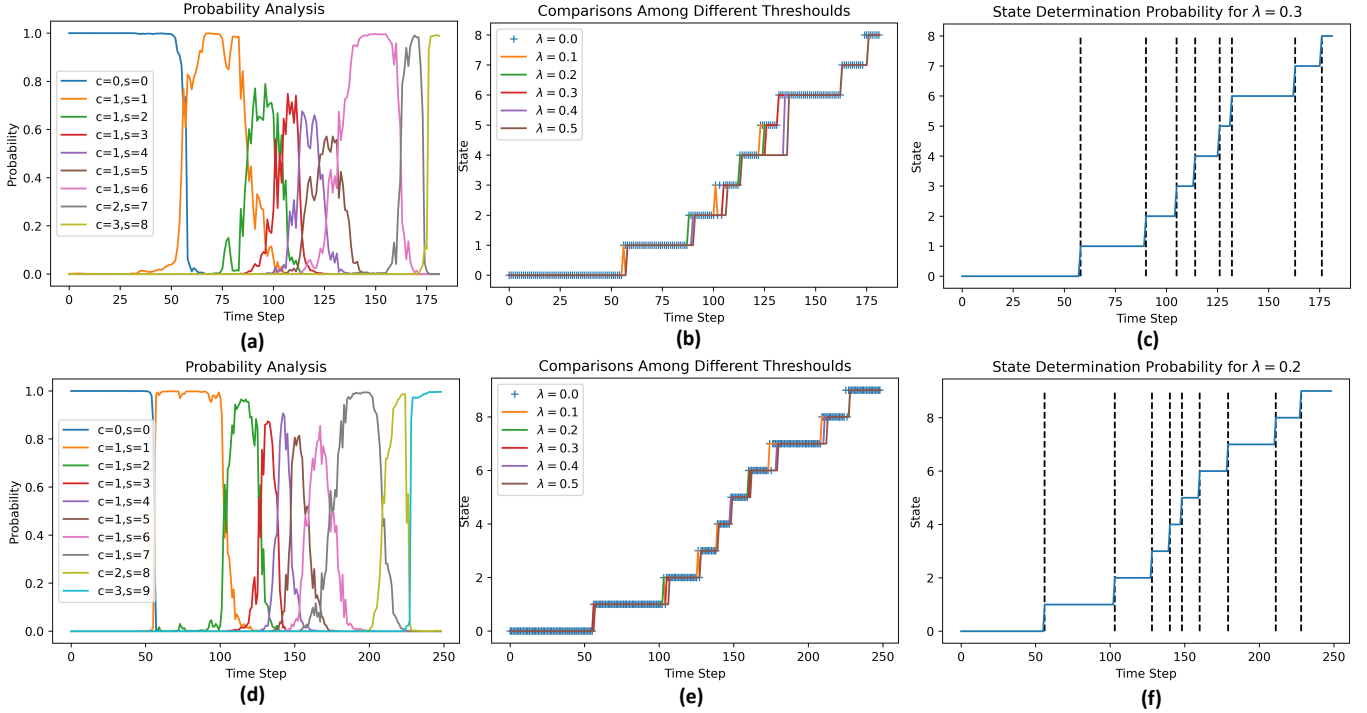 Probability Analysis
1.0
0.8
0.6
0.4
0.2
0.0
Probability
c=0,s=0
c=1,s=1
c=1,s=2
c=1,s=3
c=1,s=4
c=1,s=5
c=1,s=6
c=2,s=7
c=3,s=8
0 25 50 75 100 125 150 175
Time Step
(a)
Comparisons Among Different Threshoulds
8
7
6
5
4
3
2
1
0
State
λ = 0.0
λ = 0.1
λ = 0.2
λ = 0.3
λ = 0.4
λ = 0.5
0 25 50 75 100 125 150 175
Time Step
(b)
State Determination Probability for λ = 0.3
8
7
6
5
4
3
2
1
0
State
0 25 50 75 100 125 150 175
Time Step
(c)
Probability Analysis
1.0
0.8
0.6
0.4
0.2
0.0
Probability
c=0,s=0
c=1,s=1
c=1,s=2
c=1,s=3
c=1,s=4
c=1,s=5
c=1,s=6
c=1,s=7
c=2,s=8
c=3,s=9
0 50 100 150 200 250
Time Step
(d)
Comparisons Among Different Threshoulds
8
6
4
2
0
State
λ = 0.0
λ = 0.1
λ = 0.2
λ = 0.3
λ = 0.4
λ = 0.5
0 50 100 150 200 250
Time Step
(e)
State Determination Probability for λ = 0.2
8
6
4
2
0
State
0 50 100 150 200 250
Time Step
(f)